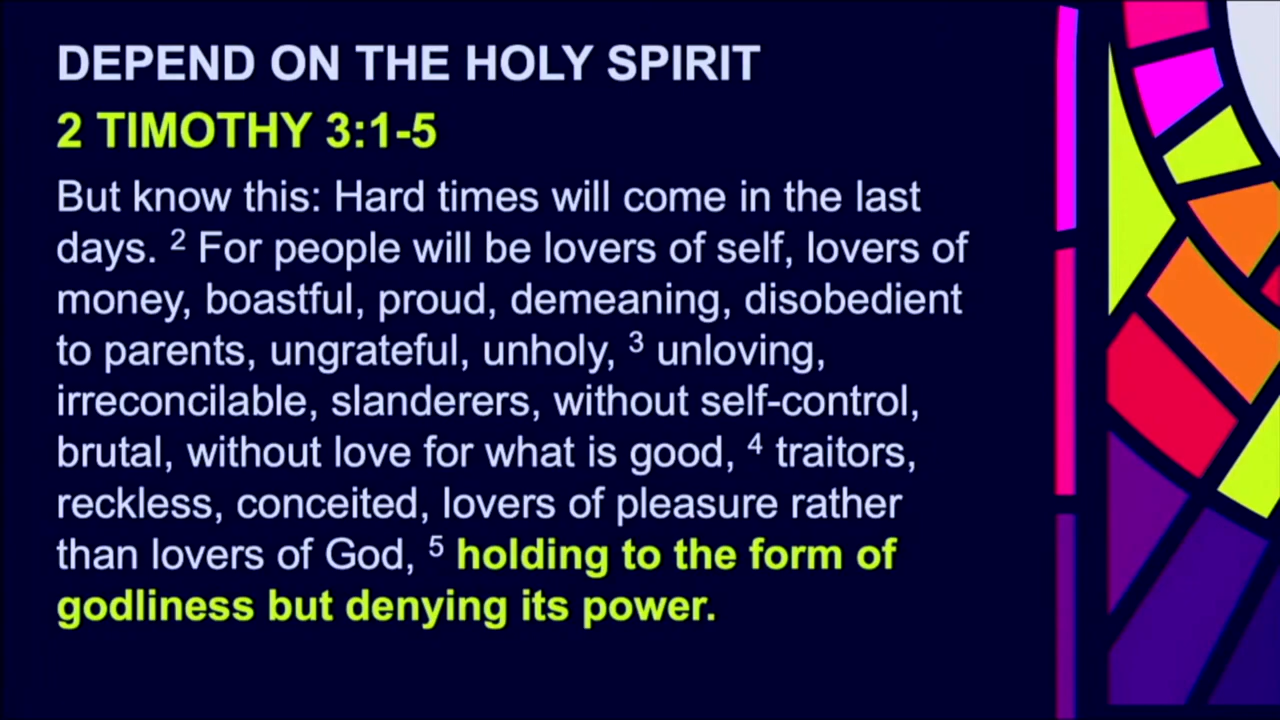 DEPEND ON THE HOLY SPIRIT
2 TIMOTHY 3:1-5
But know this: Hard times will come in the last
days. ² For people will be lovers of self, lovers of
money, boastful, proud, demeaning, disobedient
to parents, ungrateful, unholy, ³ unloving,
irreconcilable, slanderers, without self-control,
brutal, without love for what is good, ⁴ traitors,
reckless, conceited, lovers of pleasure rather
than lovers of God, ⁵ holding to the form of
godliness but denying its power.